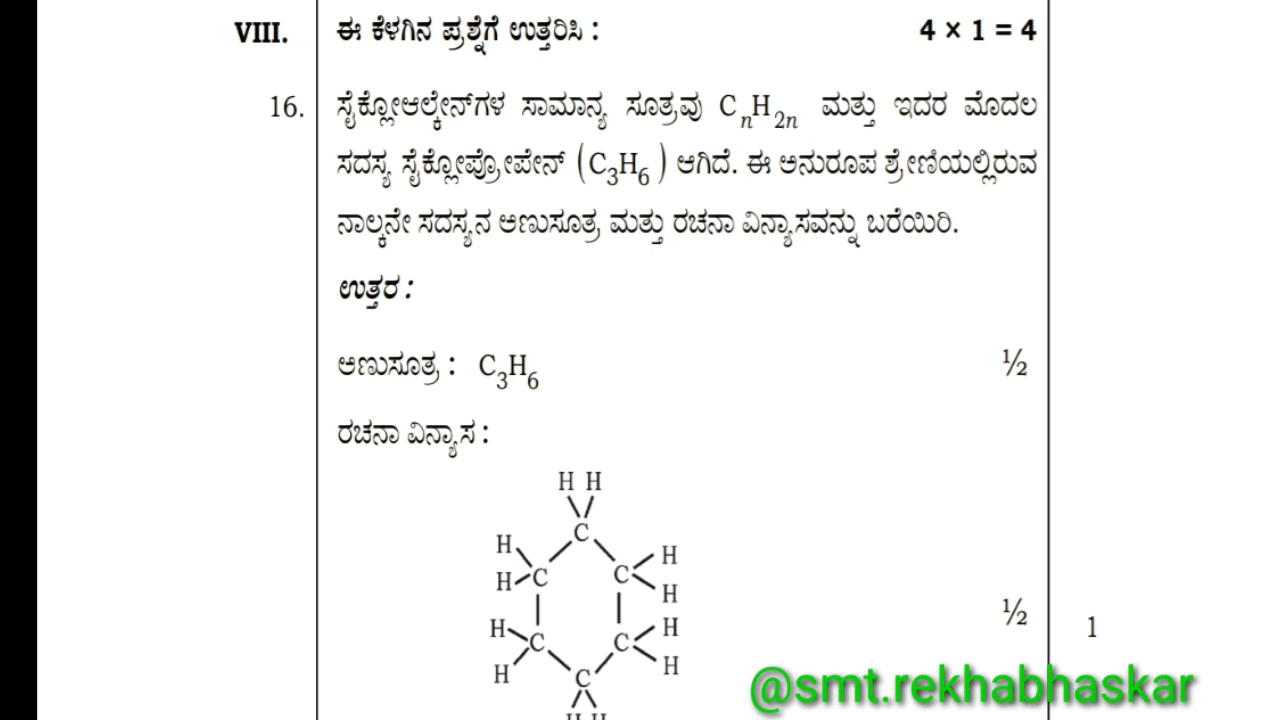 VIII. ಈ ಕೆಳಗಿನ ಪ್ರಶ್ನೆಗೆ ಉತ್ತರಿಸಿ : 4 × 1 = 4
16. ಸೈಕ್ಲೋಆಲ್ಕೇನ್‌ಗಳ ಸಾಮಾನ್ಯ ಸೂತ್ರವು CnH2n ಮತ್ತು ಇದರ ಮೊದಲ
ಸದಸ್ಯ ಸೈಕ್ಲೋಪ್ರೊಪೇನ್ (C3H6) ಆಗಿದೆ. ಈ ಅನುರೂಪ ಶ್ರೇಣಿಯಲ್ಲಿರುವ
ನಾಲ್ಕನೇ ಸದಸ್ಯನ ಅಣುಸೂತ್ರ ಮತ್ತು ರಚನಾ ವಿನ್ಯಾಸವನ್ನು ಬರೆಯಿರಿ.
ಉತ್ತರ :
ಅಣುಸೂತ್ರ : C3H6 ½
ರಚನಾ ವಿನ್ಯಾಸ :
H H
C
H H
H C C
H
H H
C C ½ 1
H H
C
H H
@smt.rekhabhaskar